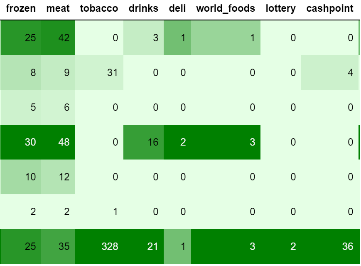 frozen meat tobacco drinks deli world_foods lottery cashpoint
25 42 0 3 1 1 0 0
8 9 31 0 0 0 0 4
5 6 0 0 0 0 0 0
30 48 0 16 2 3 0 0
10 12 0 0 0 0 0 0
2 2 1 0 0 0 0 0
25 35 328 21 1 3 2 36